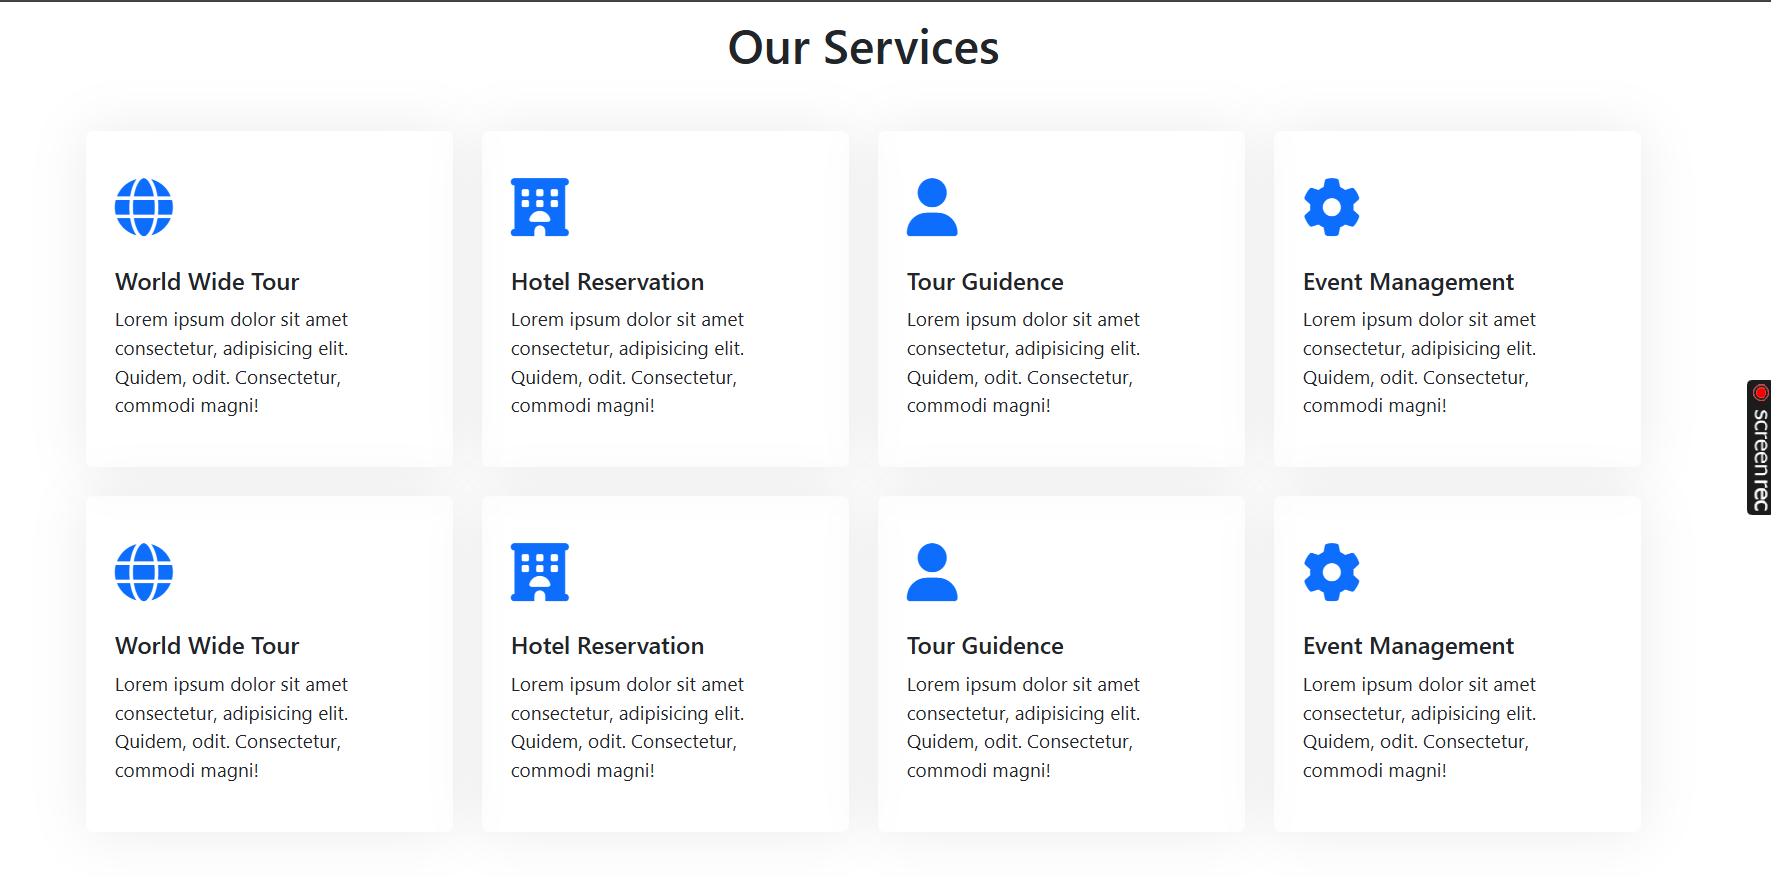 Our Services
World Wide Tour
Lorem ipsum dolor sit amet
consectetur, adipisicing elit.
Quidem, odit. Consectetur,
commodi magni!
Hotel Reservation
Lorem ipsum dolor sit amet
consectetur, adipisicing elit.
Quidem, odit. Consectetur,
commodi magni!
Tour Guidence
Lorem ipsum dolor sit amet
consectetur, adipisicing elit.
Quidem, odit. Consectetur,
commodi magni!
Event Management
Lorem ipsum dolor sit amet
consectetur, adipisicing elit.
Quidem, odit. Consectetur,
commodi magni!
World Wide Tour
Lorem ipsum dolor sit amet
consectetur, adipisicing elit.
Quidem, odit. Consectetur,
commodi magni!
Hotel Reservation
Lorem ipsum dolor sit amet
consectetur, adipisicing elit.
Quidem, odit. Consectetur,
commodi magni!
Tour Guidence
Lorem ipsum dolor sit amet
consectetur, adipisicing elit.
Quidem, odit. Consectetur,
commodi magni!
Event Management
Lorem ipsum dolor sit amet
consectetur, adipisicing elit.
Quidem, odit. Consectetur,
commodi magni!
screenrec